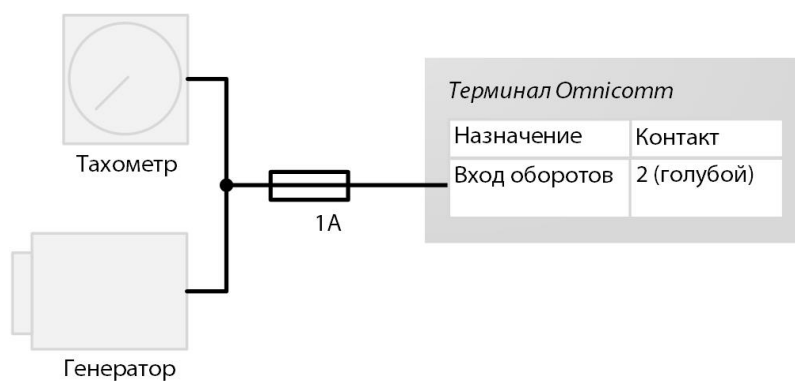 Тахометр
Генератор
1А
Терминал Omnicomm
Назначение Контакт
Вход оборотов 2 (голубой)